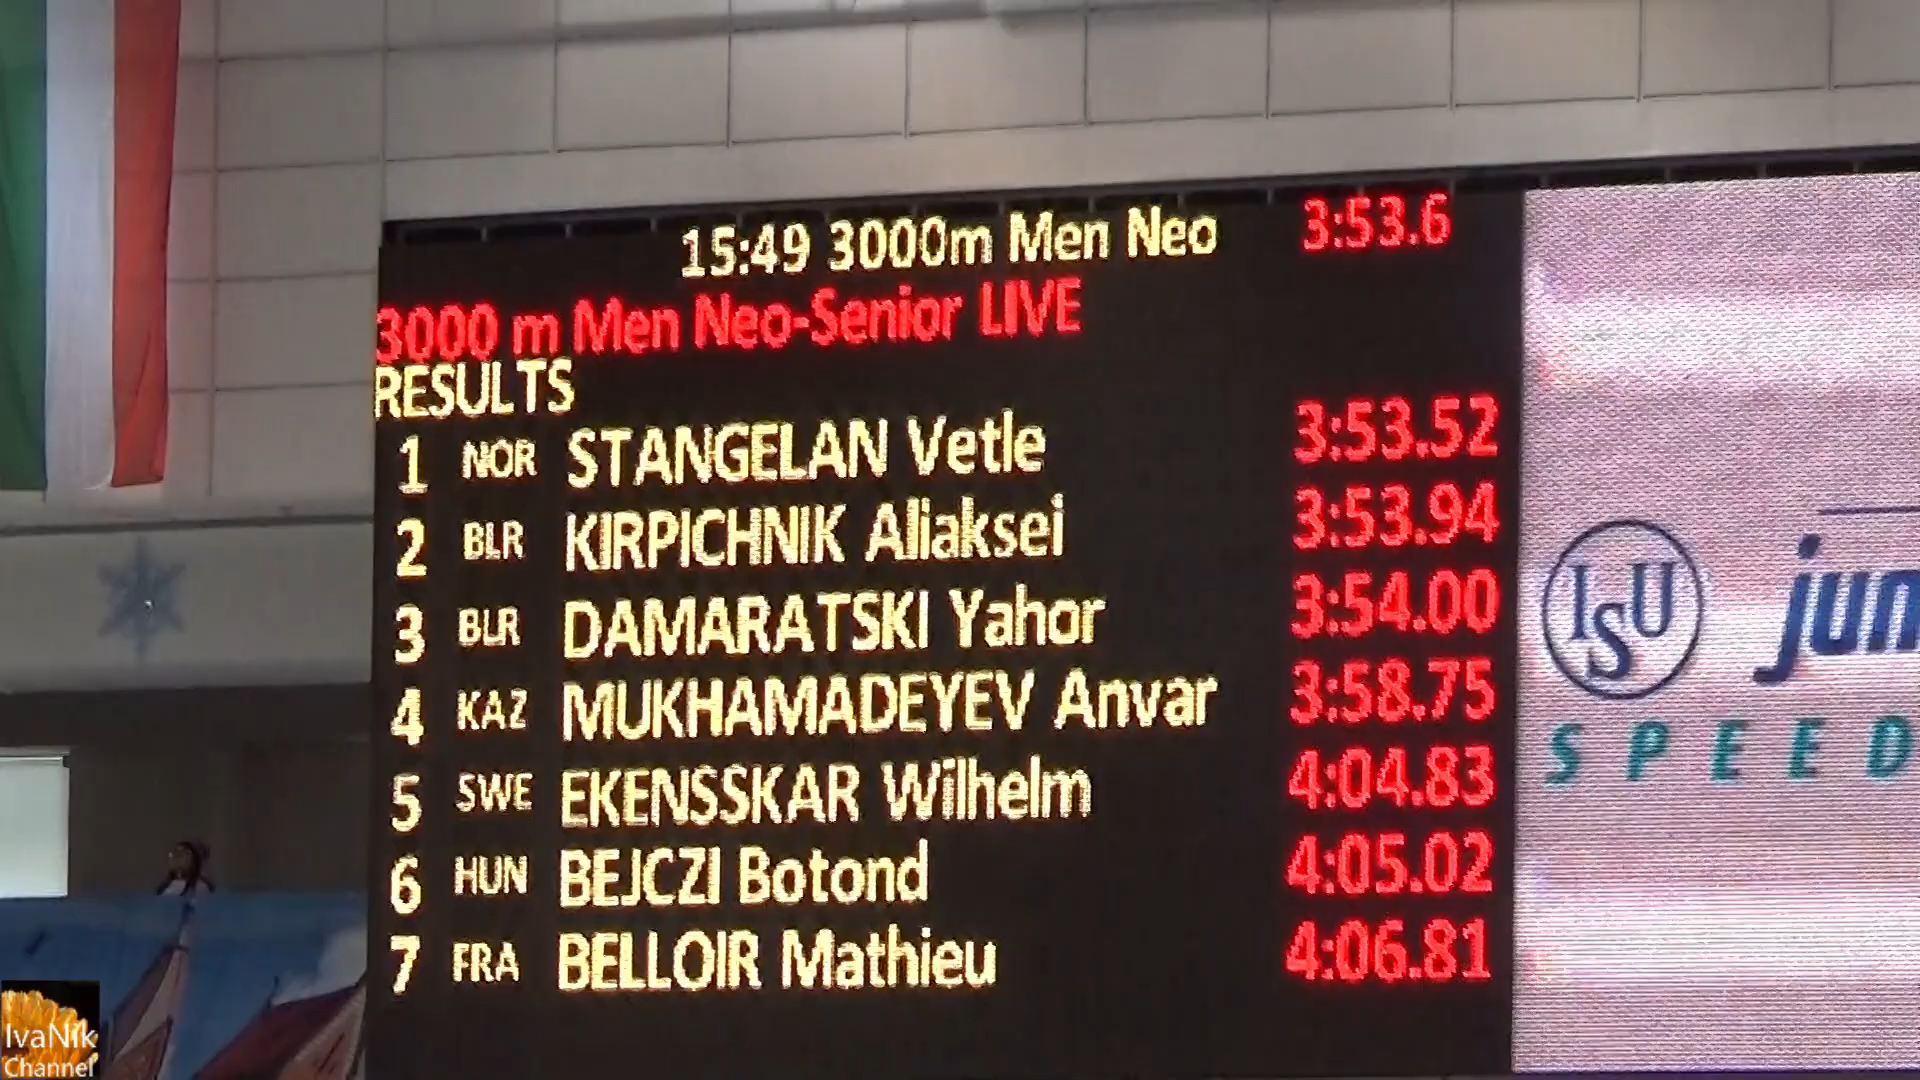 15:49 3000m Men Neo 3:53.6
3000 m Men Neo-Senior LIVE
RESULTS
1 NOR STANGELAN Vetle 3:53.52
2 BLR KIRPICHNIK Aliaksei 3:53.94
3 BLR DAMARATSKI Yahor 3:54.00
4 KAZ MUKHAMADEYEV Anvar 3:58.75
5 SWE EKENSSKAR Wilhelm 4:04.83
6 HUN BEJCZI Botond 4:05.02
7 FRA BELLOIR Mathieu 4:06.81
ISU
jun
SPEED
IvaNik
Channel